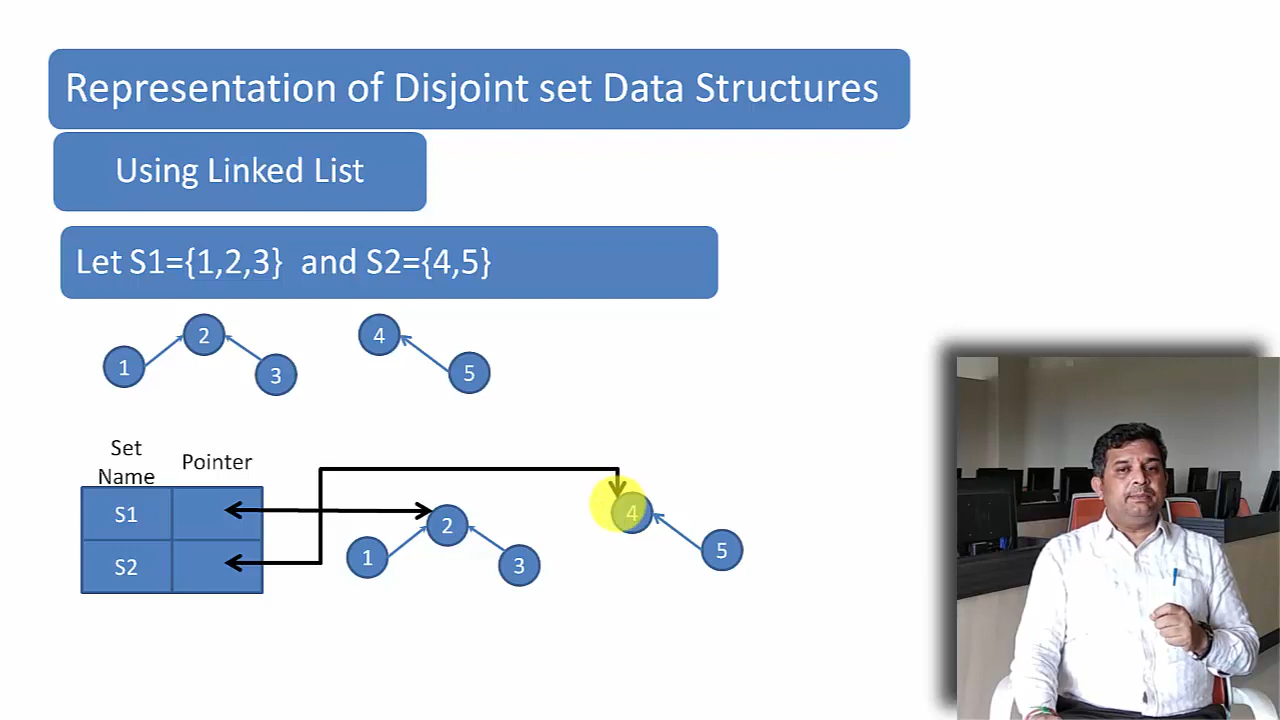 Representation of Disjoint set Data Structures
Using Linked List
Let S1={1,2,3}  and S2={4,5}
2
4
1
3
5
Set
Name
Pointer
S1
S2
2
4
1
3
5